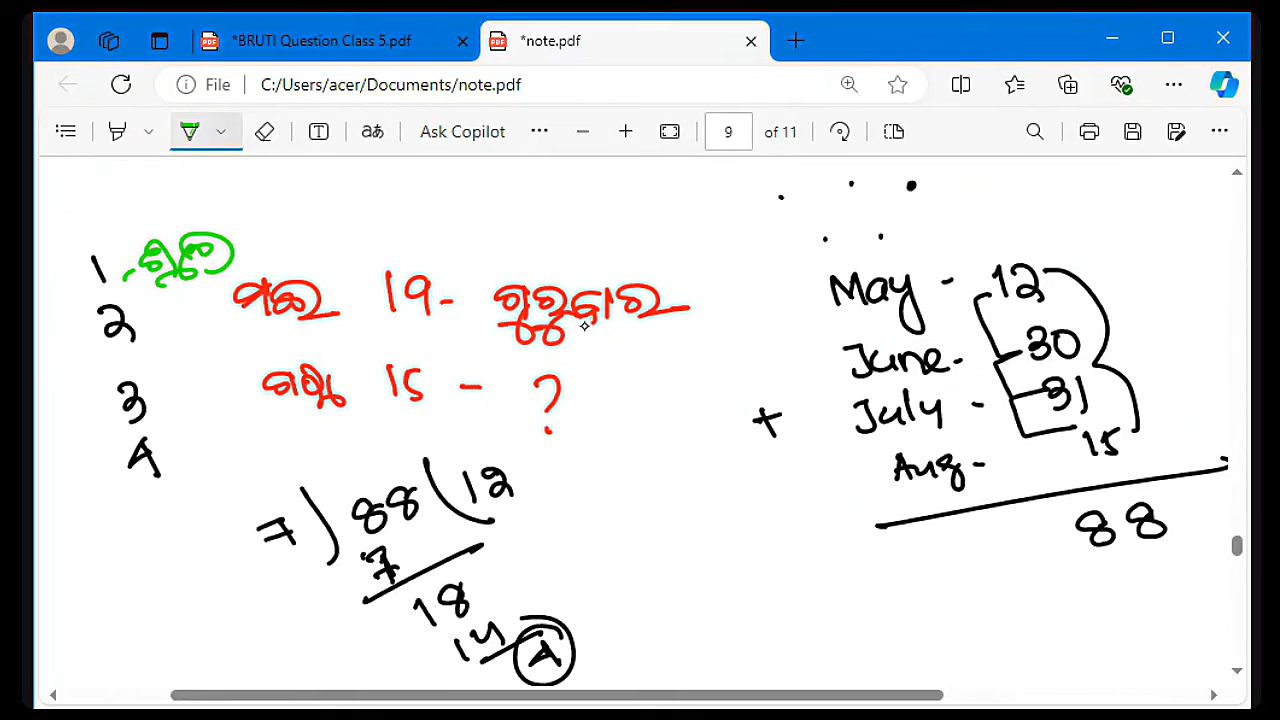 *BRUTI Question Class 5.pdf
*note.pdf
File C:/Users/acer/Documents/note.pdf
aあ Ask Copilot 9 of 11
1
2
3
4
ମଇ 19 - ଗୁରୁବାର
ଅଗଷ୍ଟ 15 - ?
7) 88 (12
7
18
14
4
May - 12
June - 30
July - 31
+ Aug - 15
88